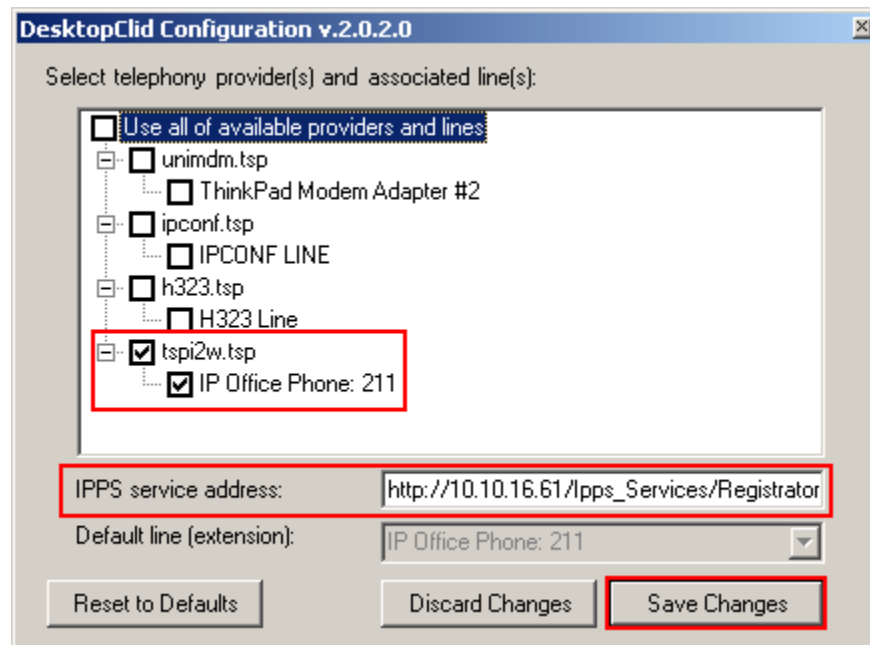 DesktopClid Configuration v.2.0.2.0
Select telephony provider(s) and associated line(s):
Use all of available providers and lines
unimdm.tsp
ThinkPad Modem Adapter #2
ipconf.tsp
IPCONF LINE
h323.tsp
H323 Line
tspi2w.tsp
IP Office Phone: 211
IPPS service address: http://10.10.16.61/Ipps_Services/Registrator
Default line (extension): IP Office Phone: 211
Reset to Defaults Discard Changes Save Changes